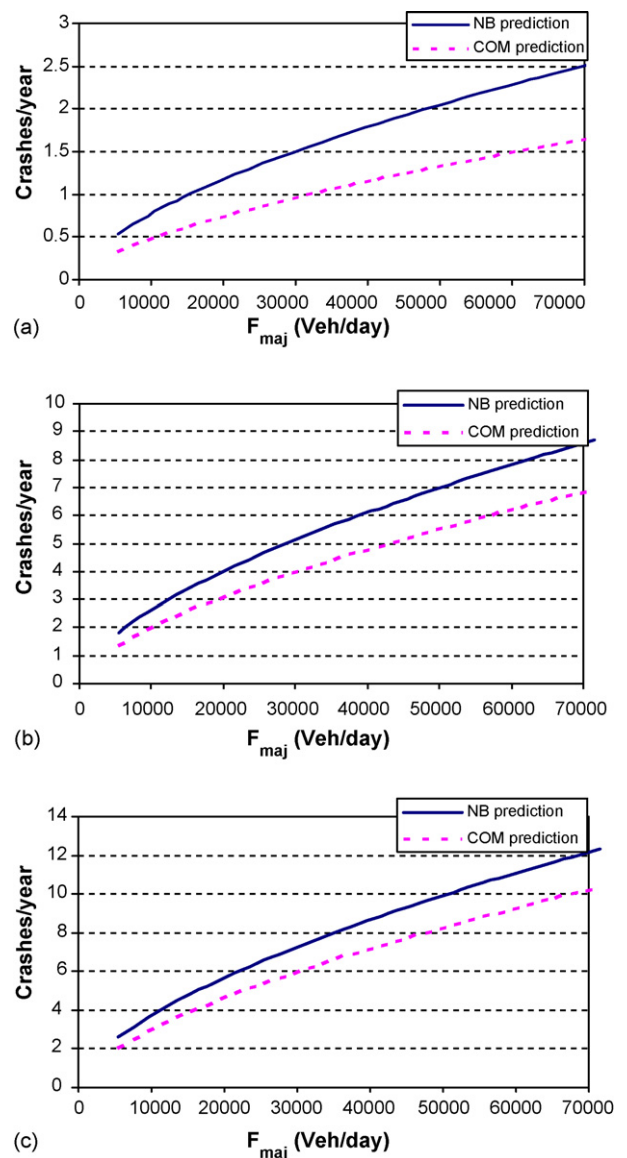 3
NB prediction
COM prediction
2.5
2
1.5
1
0.5
0
Crashes/year
0 10000 20000 30000 40000 50000 60000 70000
F_maj (Veh/day)
(a)
10
NB prediction
9
COM prediction
8
7
6
5
4
3
2
1
0
Crashes/year
0 10000 20000 30000 40000 50000 60000 70000
F_maj (Veh/day)
(b)
14
NB prediction
COM prediction
12
10
8
6
4
2
0
Crashes/year
0 10000 20000 30000 40000 50000 60000 70000
F_maj (Veh/day)
(c)